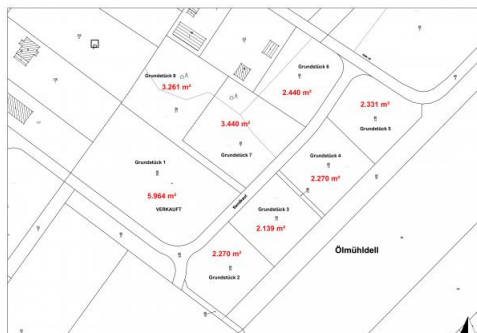 Grundstück 6
2.440 m²
Grundstück 8
3.261 m²
2.331 m²
Grundstück 5
3.440 m²
Grundstück 7
Grundstück 4
2.270 m²
Grundstück 1
5.964 m²
VERKAUFT
Grundstück 3
2.139 m²
2.270 m²
Grundstück 2
Ölmühldell